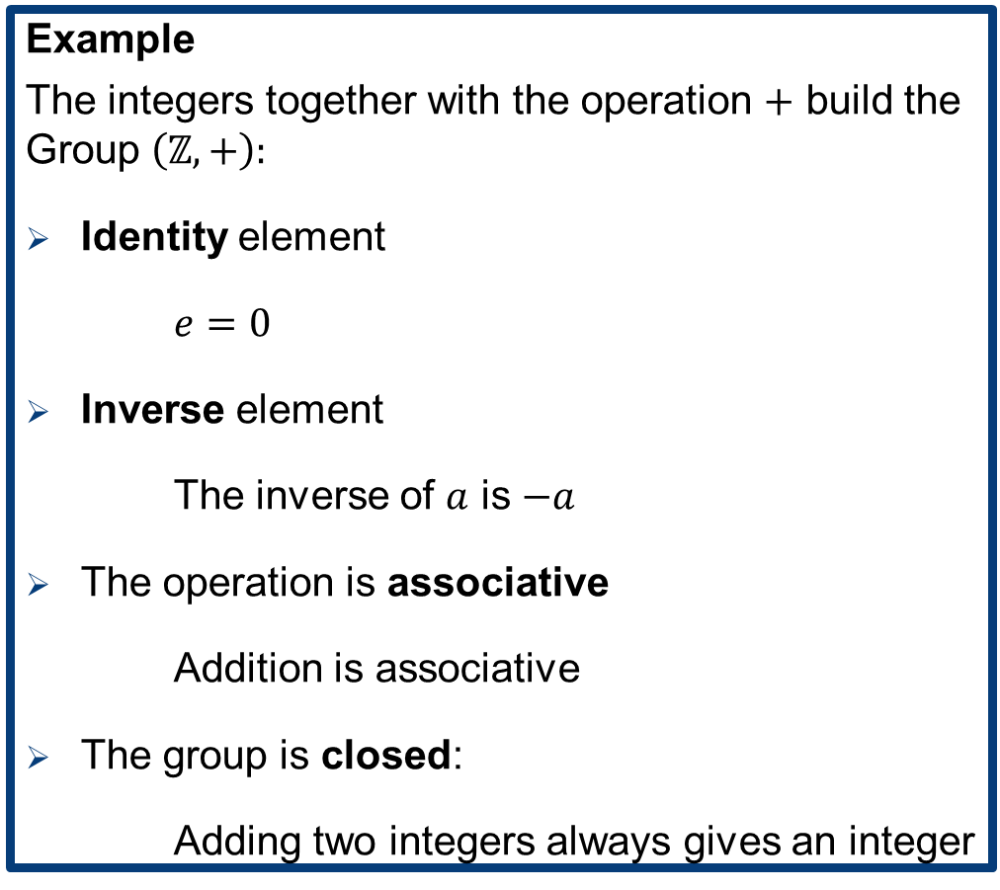 Example
The integers together with the operation + build the
Group (ℤ, +):
➢ Identity element
𝑒 = 0
➢ Inverse element
The inverse of 𝑎 is −𝑎
➢ The operation is associative
Addition is associative
➢ The group is closed:
Adding two integers always gives an integer